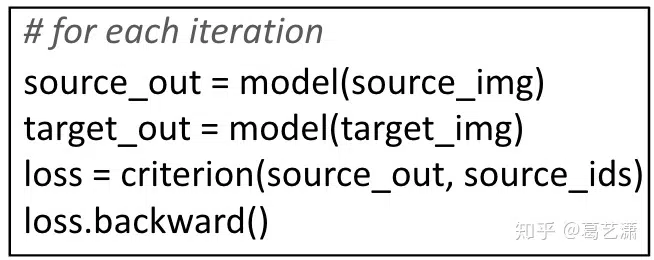 # for each iteration
source_out = model(source_img)
target_out = model(target_img)
loss = criterion(source_out, source_ids)
loss.backward()
知乎 @葛艺潇